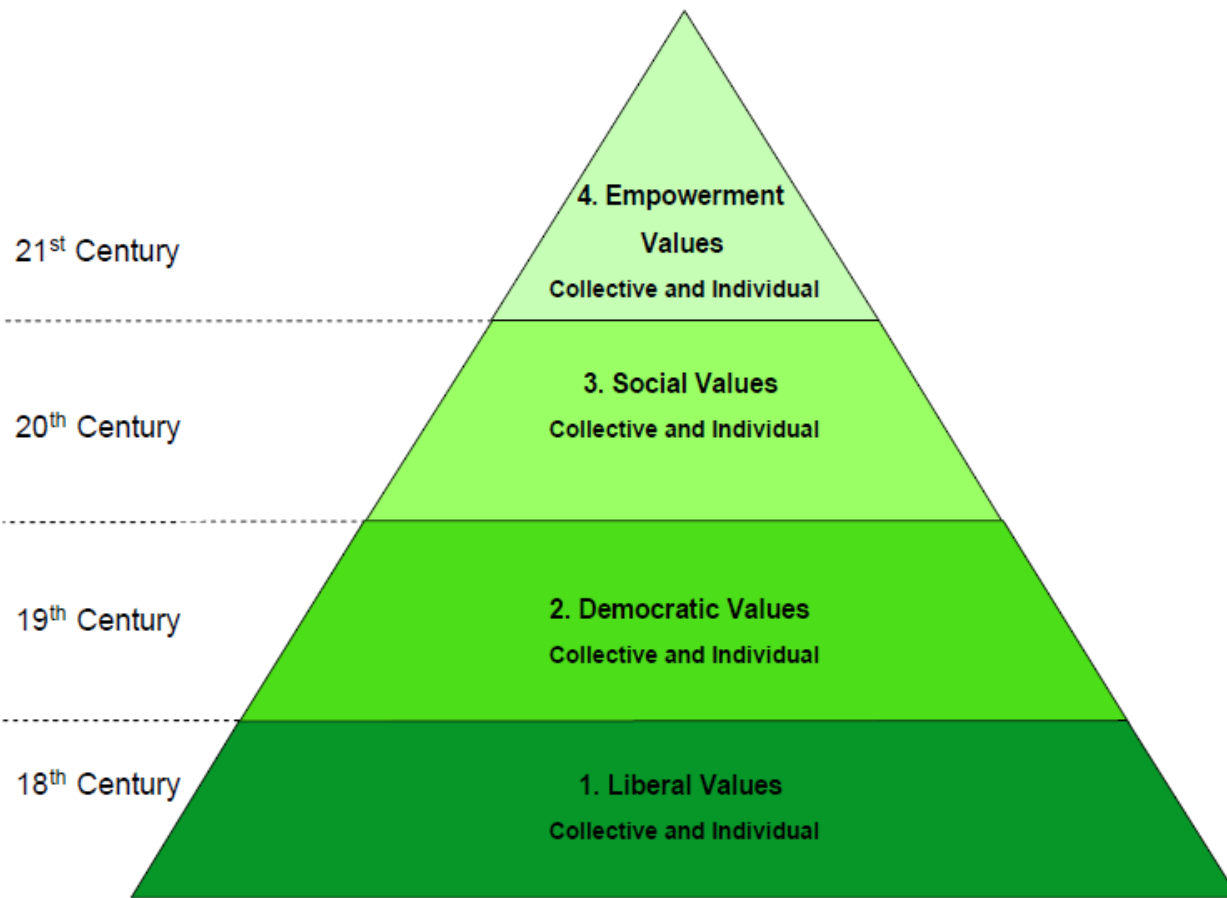 4. Empowerment
Values
Collective and Individual
21st Century
3. Social Values
Collective and Individual
20th Century
2. Democratic Values
Collective and Individual
19th Century
1. Liberal Values
Collective and Individual
18th Century